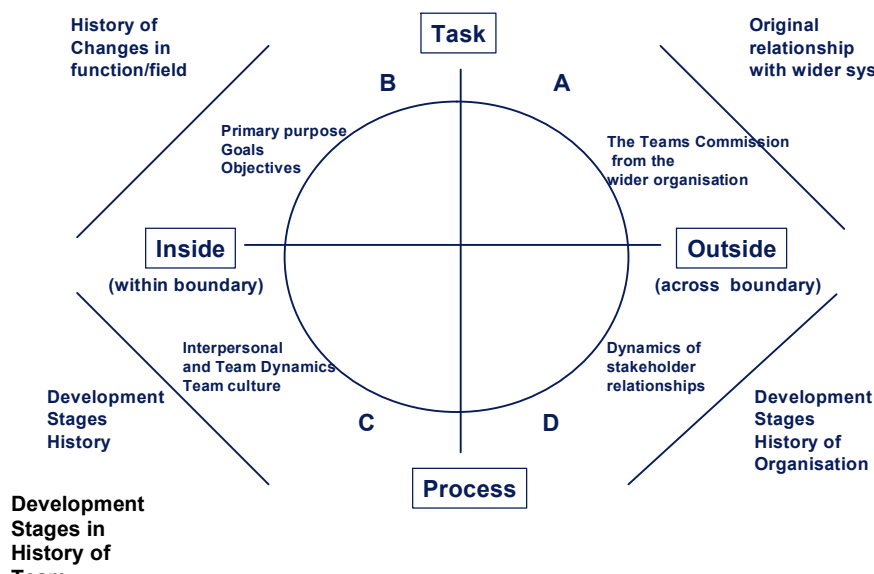 History of
Changes in
function/field
Task
Original
relationship
with wider sys
B
A
Primary purpose
Goals
Objectives
The Teams Commission
from the
wider organisation
Inside
(within boundary)
Outside
(across boundary)
Interpersonal
and Team Dynamics
Team culture
Dynamics of
stakeholder
relationships
Development
Stages
History
C
D
Development
Stages
History of
Organisation
Process
Development
Stages in
History of
Team